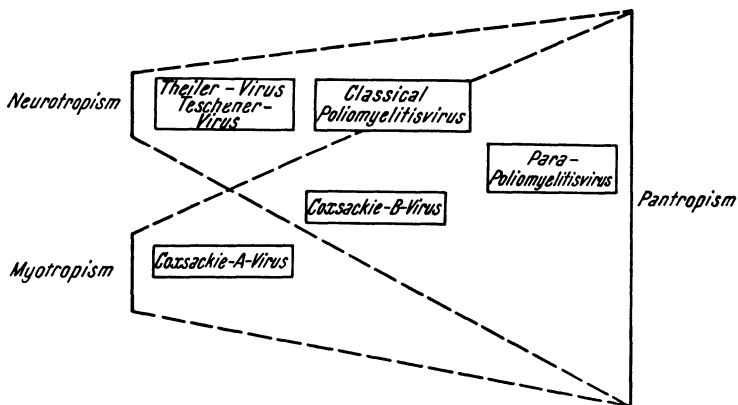 Neurotropism
Theiler-Virus
Teschener-
Virus
Classical
Poliomyelitisvirus
Para-
Poliomyelitisvirus
Pantropism
Coxsackie-B-Virus
Myotropism
Coxsackie-A-Virus